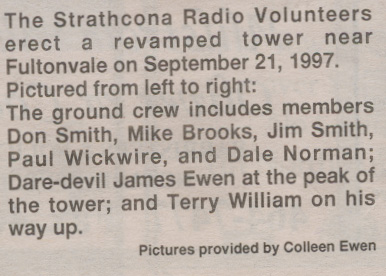 The Strathcona Radio Volunteers
erect a revamped tower near
Fultonvale on September 21, 1997.
Pictured from left to right:
The ground crew includes members
Don Smith, Mike Brooks, Jim Smith,
Paul Wickwire, and Dale Norman;
Dare-devil James Ewen at the peak of
the tower; and Terry William on his
way up.
Pictures provided by Colleen Ewen